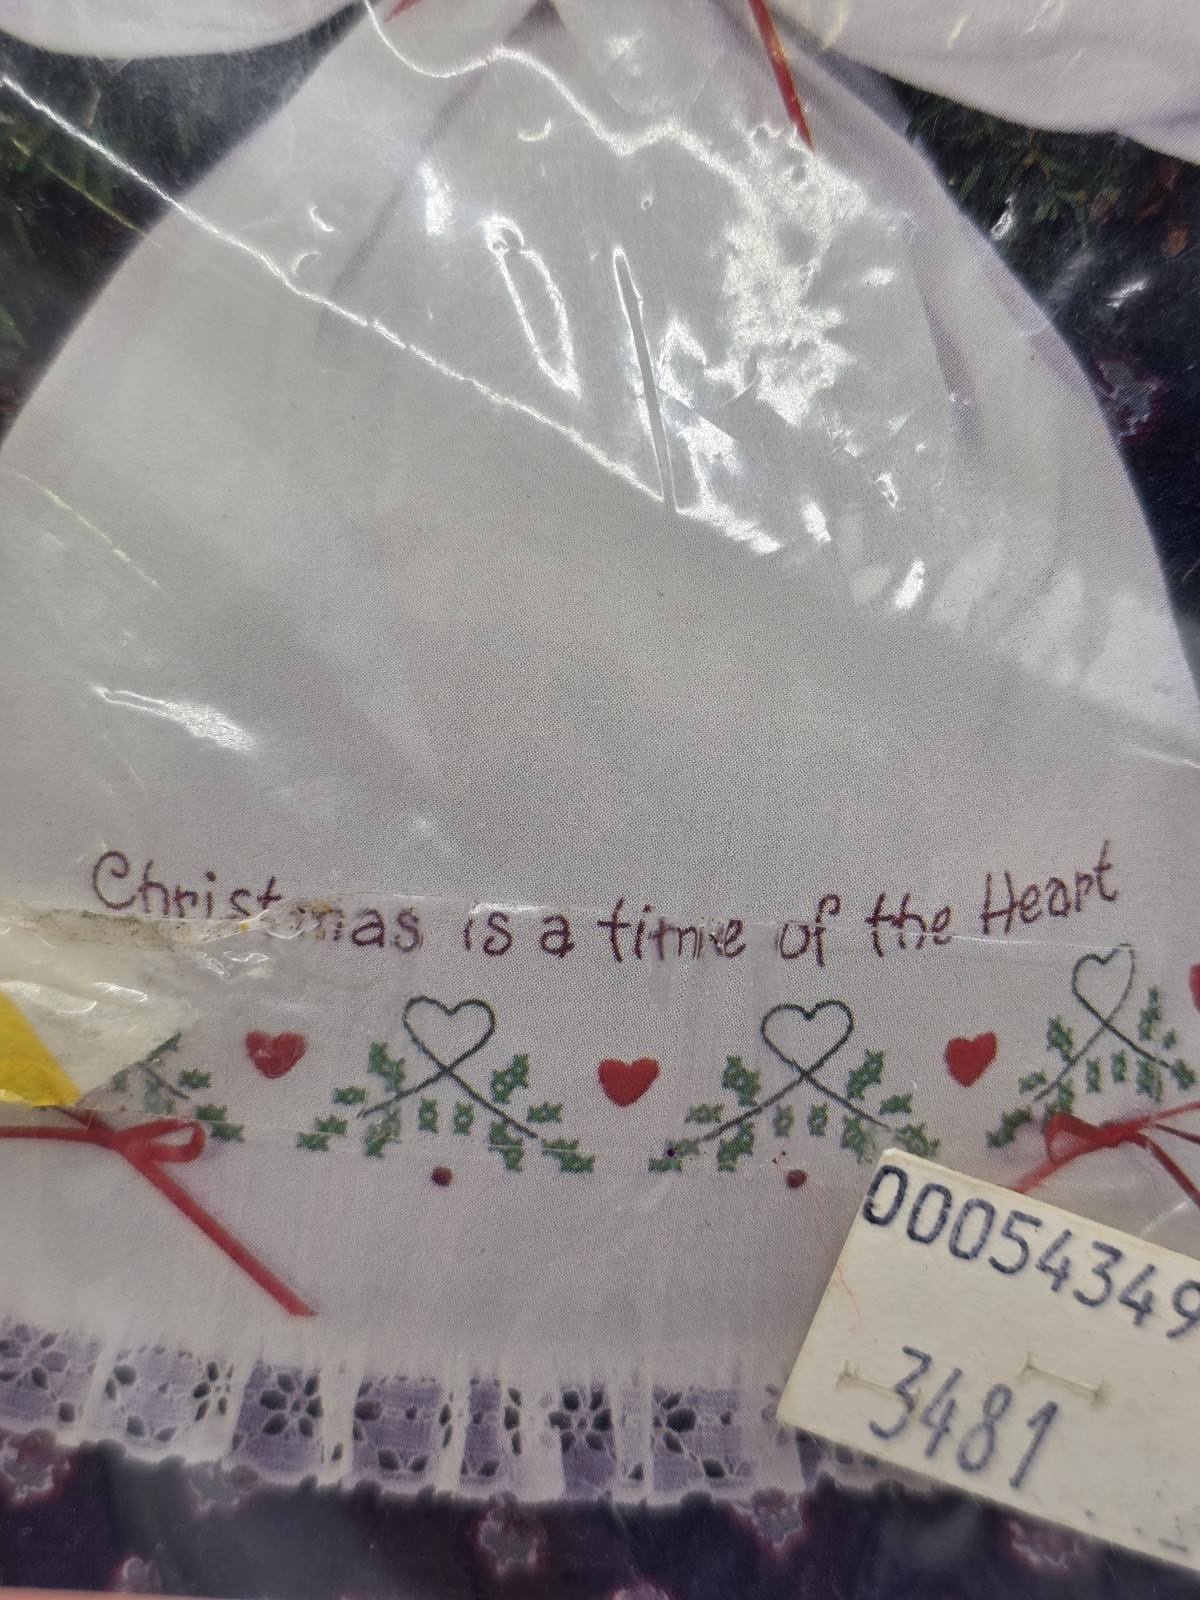 Christmas is a time of the Heart
00054349
3481